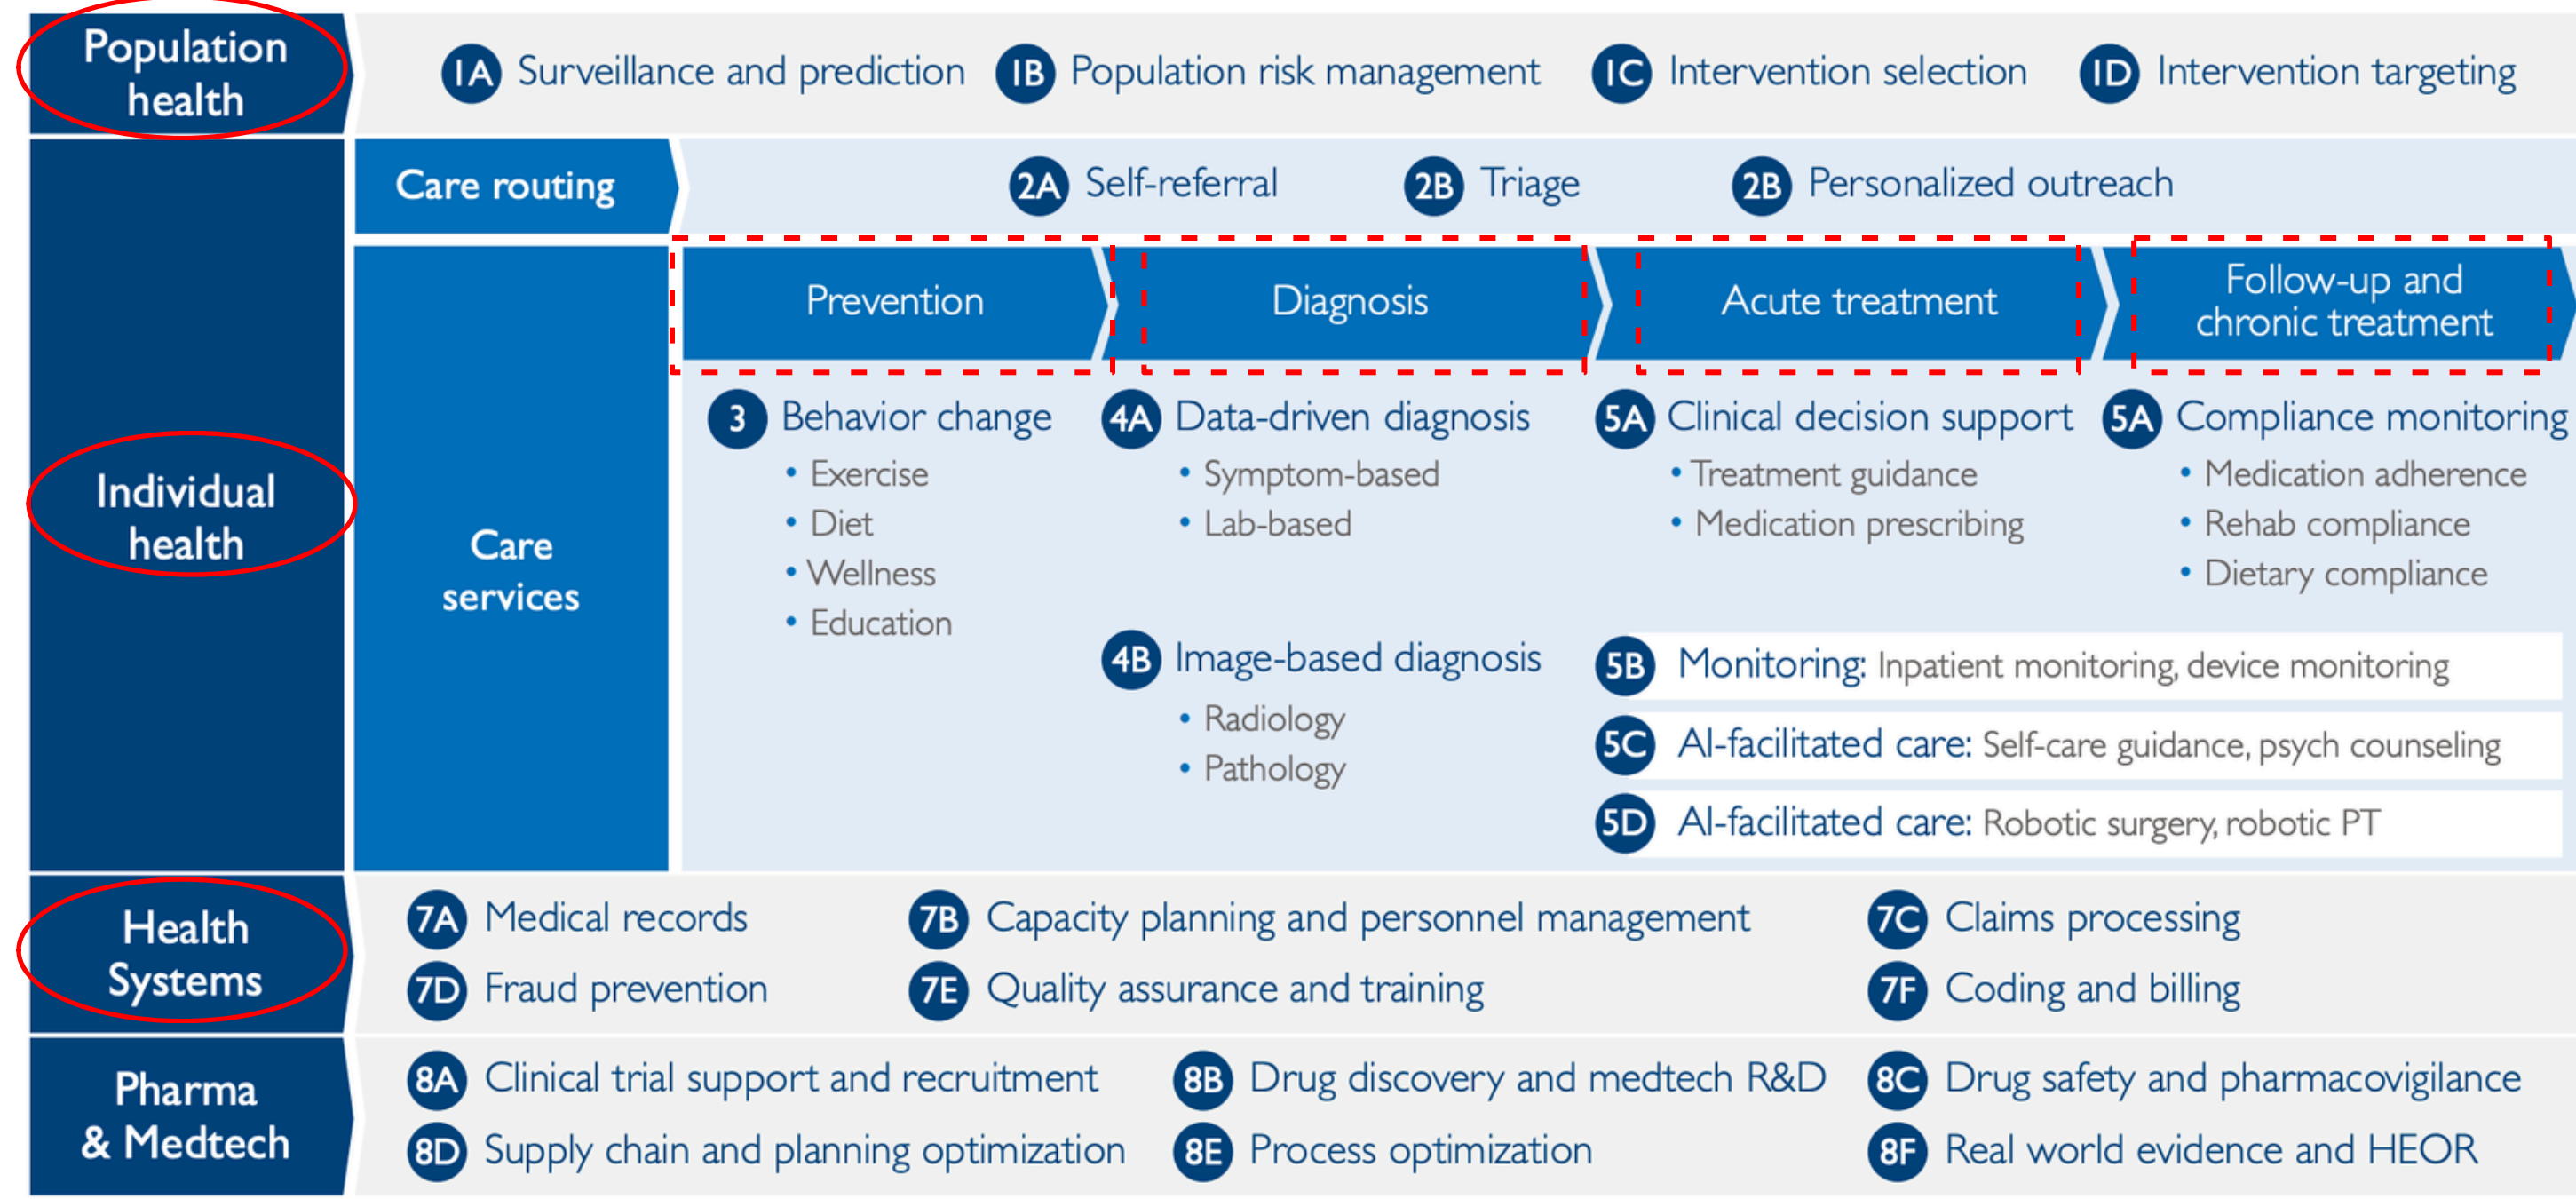 Population
health
1A Surveillance and prediction
1B Population risk management
1C Intervention selection
1D Intervention targeting
Individual
health
Care routing
2A Self-referral
2B Triage
2B Personalized outreach
Care
services
Prevention
3 Behavior change
• Exercise
• Diet
• Wellness
• Education
Diagnosis
4A Data-driven diagnosis
• Symptom-based
• Lab-based
4B Image-based diagnosis
• Radiology
• Pathology
Acute treatment
5A Clinical decision support
• Treatment guidance
• Medication prescribing
Follow-up and
chronic treatment
5A Compliance monitoring
• Medication adherence
• Rehab compliance
• Dietary compliance
5B Monitoring: Inpatient monitoring, device monitoring
5C AI-facilitated care: Self-care guidance, psych counseling
5D AI-facilitated care: Robotic surgery, robotic PT
Health
Systems
7A Medical records
7B Capacity planning and personnel management
7C Claims processing
7D Fraud prevention
7E Quality assurance and training
7F Coding and billing
Pharma
& Medtech
8A Clinical trial support and recruitment
8B Drug discovery and medtech R&D
8C Drug safety and pharmacovigilance
8D Supply chain and planning optimization
8E Process optimization
8F Real world evidence and HEOR